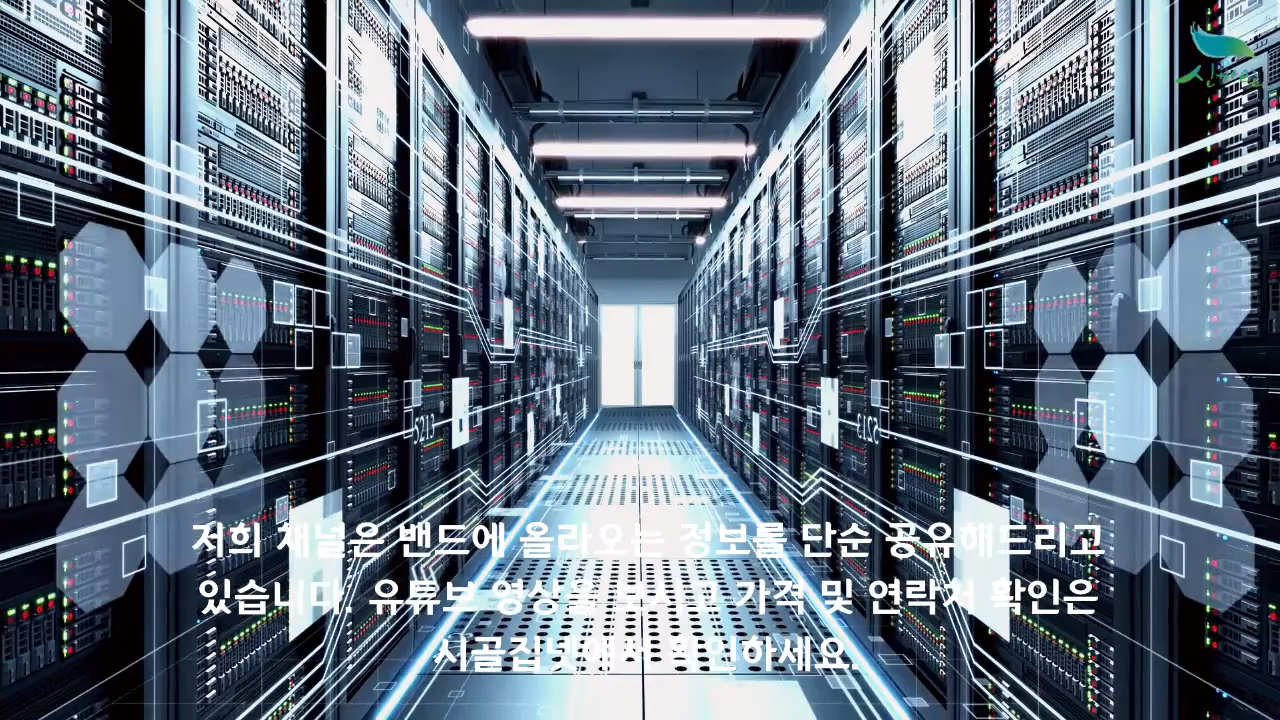 5213
저희 채널은 밴드에 올라오는 정보를 단순 공유해드리고
있습니다. 유튜브 영상을 보시고 가격 및 연락처 확인은
시골집넷에서 확인하세요.